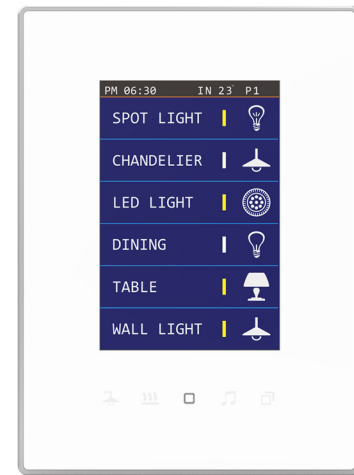 PM 06:30 IN 23° P1
SPOT LIGHT
CHANDELIER
LED LIGHT
DINING
TABLE
WALL LIGHT